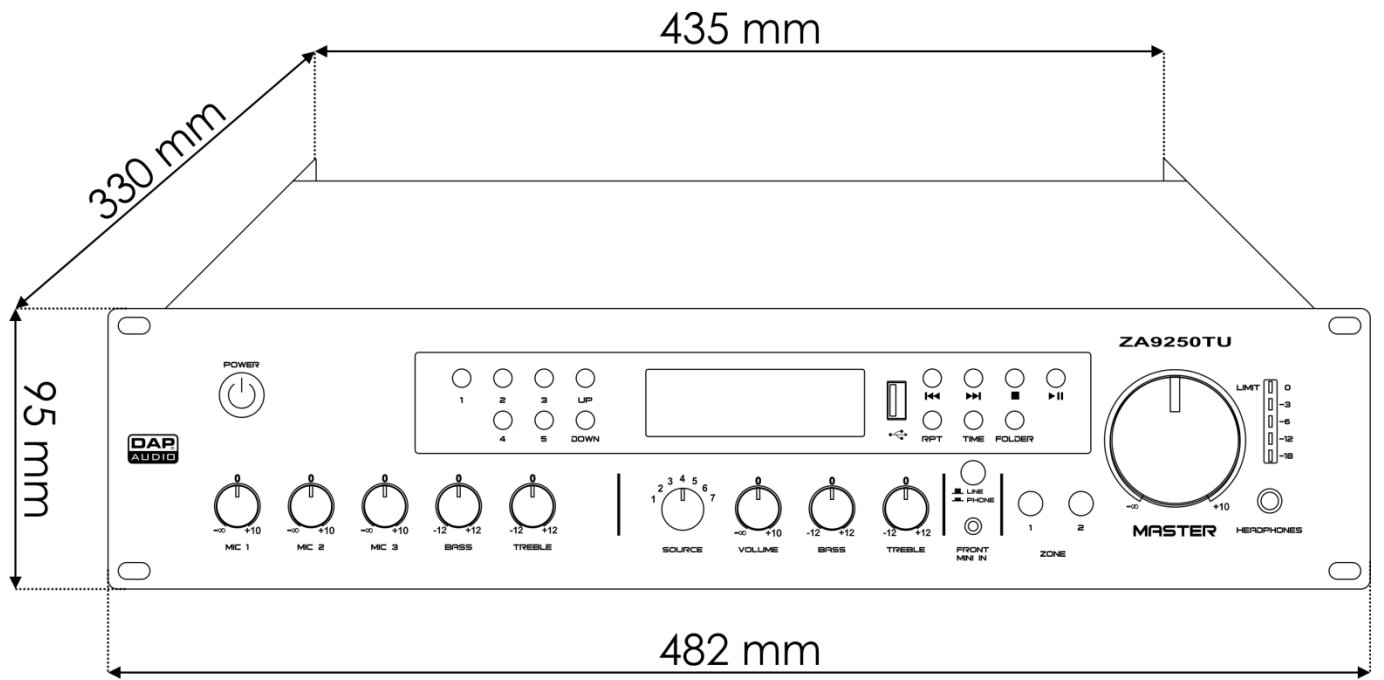 435 mm
330 mm
95 mm
ZA9250TU
POWER
1 2 3 UP
4 5 DOWN
RPT TIME FOLDER
LIMIT 0
-3
-6
-12
-18
DAP
AUDIO
0 0 0 0 0
-∞ +10 -∞ +10 -∞ +10 -12 +12 -12 +12
MIC 1 MIC 2 MIC 3 BASS TREBLE
1 2 3 4 5 6 7
SOURCE
0 0 0
-∞ +10 -12 +12 -12 +12
VOLUME BASS TREBLE
LINE
PHONE
FRONT
MINI IN
1 2
ZONE
-∞ +10
MASTER
HEADPHONES
482 mm